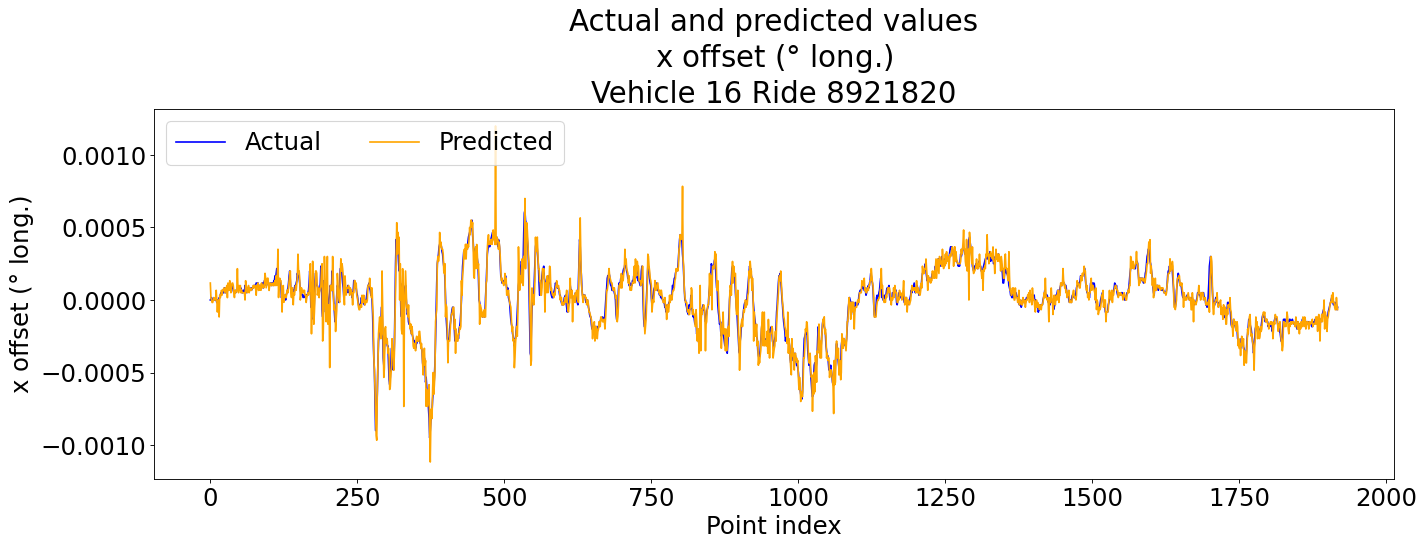 Actual and predicted values
x offset (° long.)
Vehicle 16 Ride 8921820
Actual
Predicted
0.0010
0.0005
0.0000
−0.0005
−0.0010
x offset (° long.)
0
250
500
750
1000
1250
1500
1750
2000
Point index